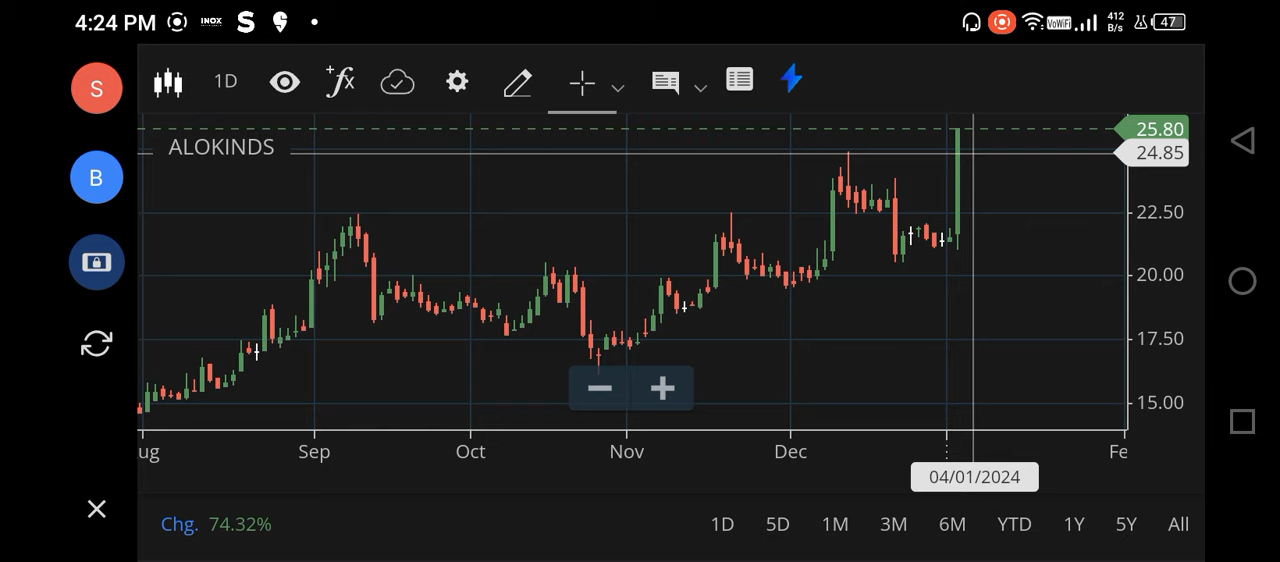 4:24 PM INOX S VoWiFi 412 B/s 47
S 1D +fx
ALOKINDS
25.80
24.85
B
22.50
20.00
17.50
15.00
− +
ug Sep Oct Nov Dec Fe
04/01/2024
Chg. 74.32% 1D 5D 1M 3M 6M YTD 1Y 5Y All